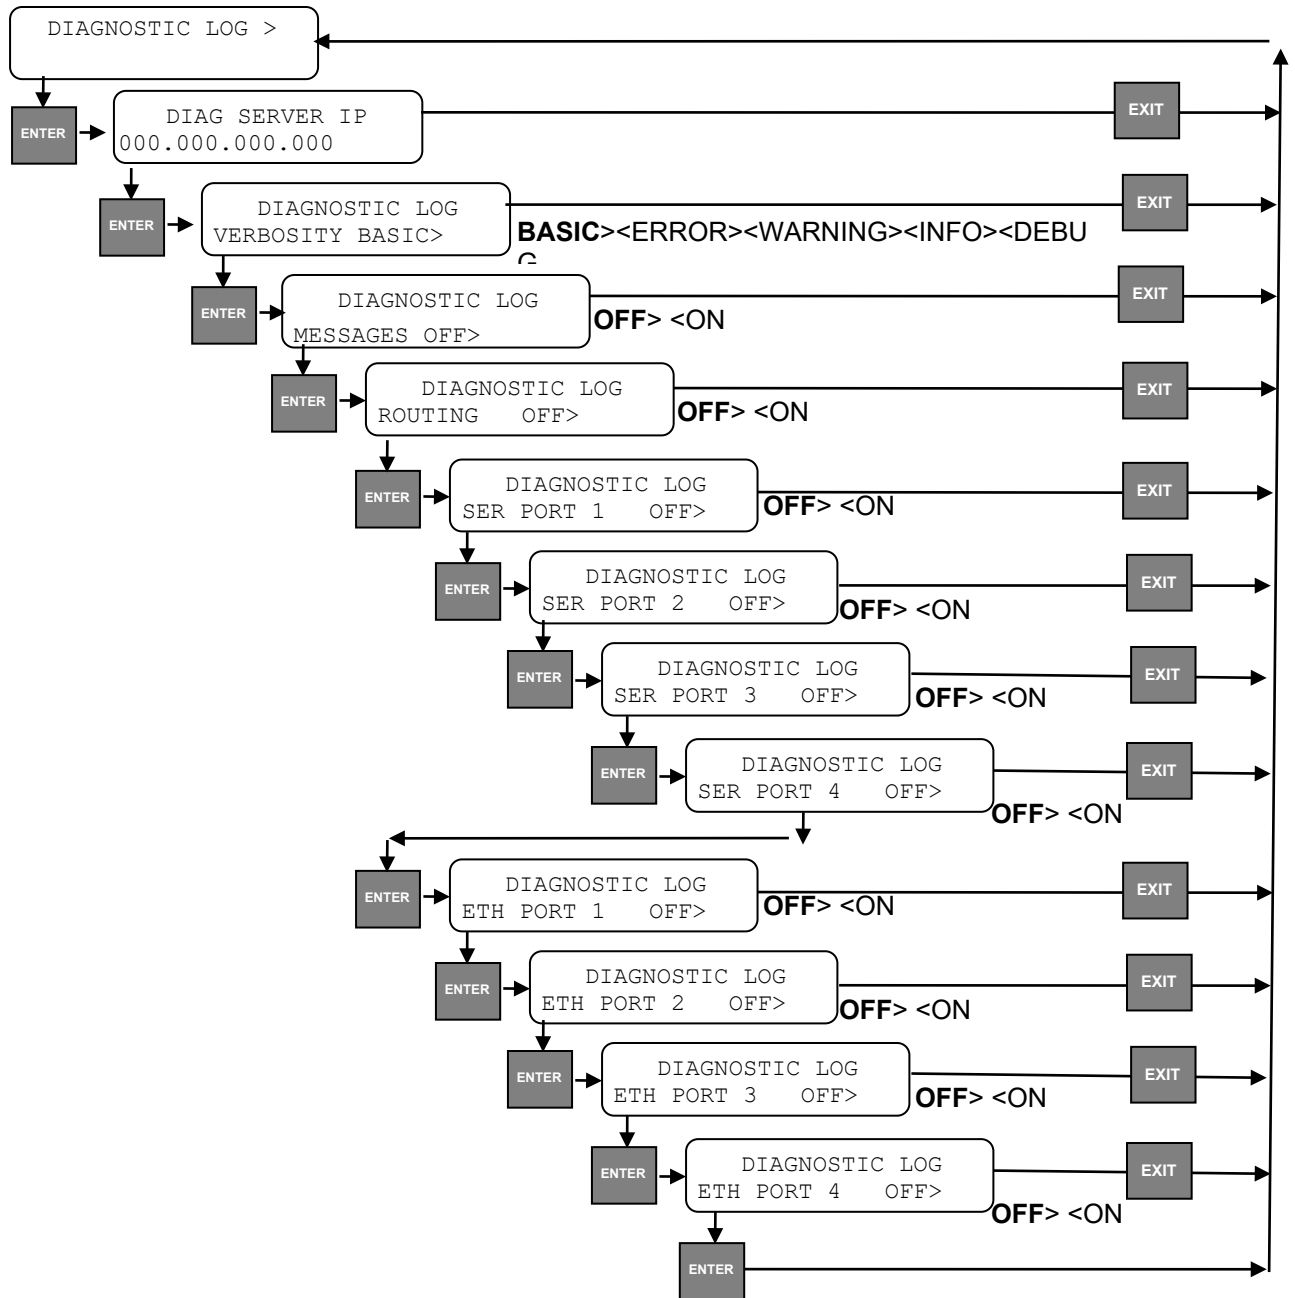 DIAGNOSTIC LOG >
ENTER
DIAG SERVER IP
000.000.000.000
EXIT
ENTER
DIAGNOSTIC LOG
VERBOSITY BASIC>
BASIC><ERROR><WARNING><INFO><DEBU
G
EXIT
ENTER
DIAGNOSTIC LOG
MESSAGES OFF>
OFF> <ON
EXIT
ENTER
DIAGNOSTIC LOG
ROUTING OFF>
OFF> <ON
EXIT
ENTER
DIAGNOSTIC LOG
SER PORT 1 OFF>
OFF> <ON
EXIT
ENTER
DIAGNOSTIC LOG
SER PORT 2 OFF>
OFF> <ON
EXIT
ENTER
DIAGNOSTIC LOG
SER PORT 3 OFF>
OFF> <ON
EXIT
ENTER
DIAGNOSTIC LOG
SER PORT 4 OFF>
OFF> <ON
EXIT
ENTER
DIAGNOSTIC LOG
ETH PORT 1 OFF>
OFF> <ON
EXIT
ENTER
DIAGNOSTIC LOG
ETH PORT 2 OFF>
OFF> <ON
EXIT
ENTER
DIAGNOSTIC LOG
ETH PORT 3 OFF>
OFF> <ON
EXIT
ENTER
DIAGNOSTIC LOG
ETH PORT 4 OFF>
OFF> <ON
EXIT
ENTER